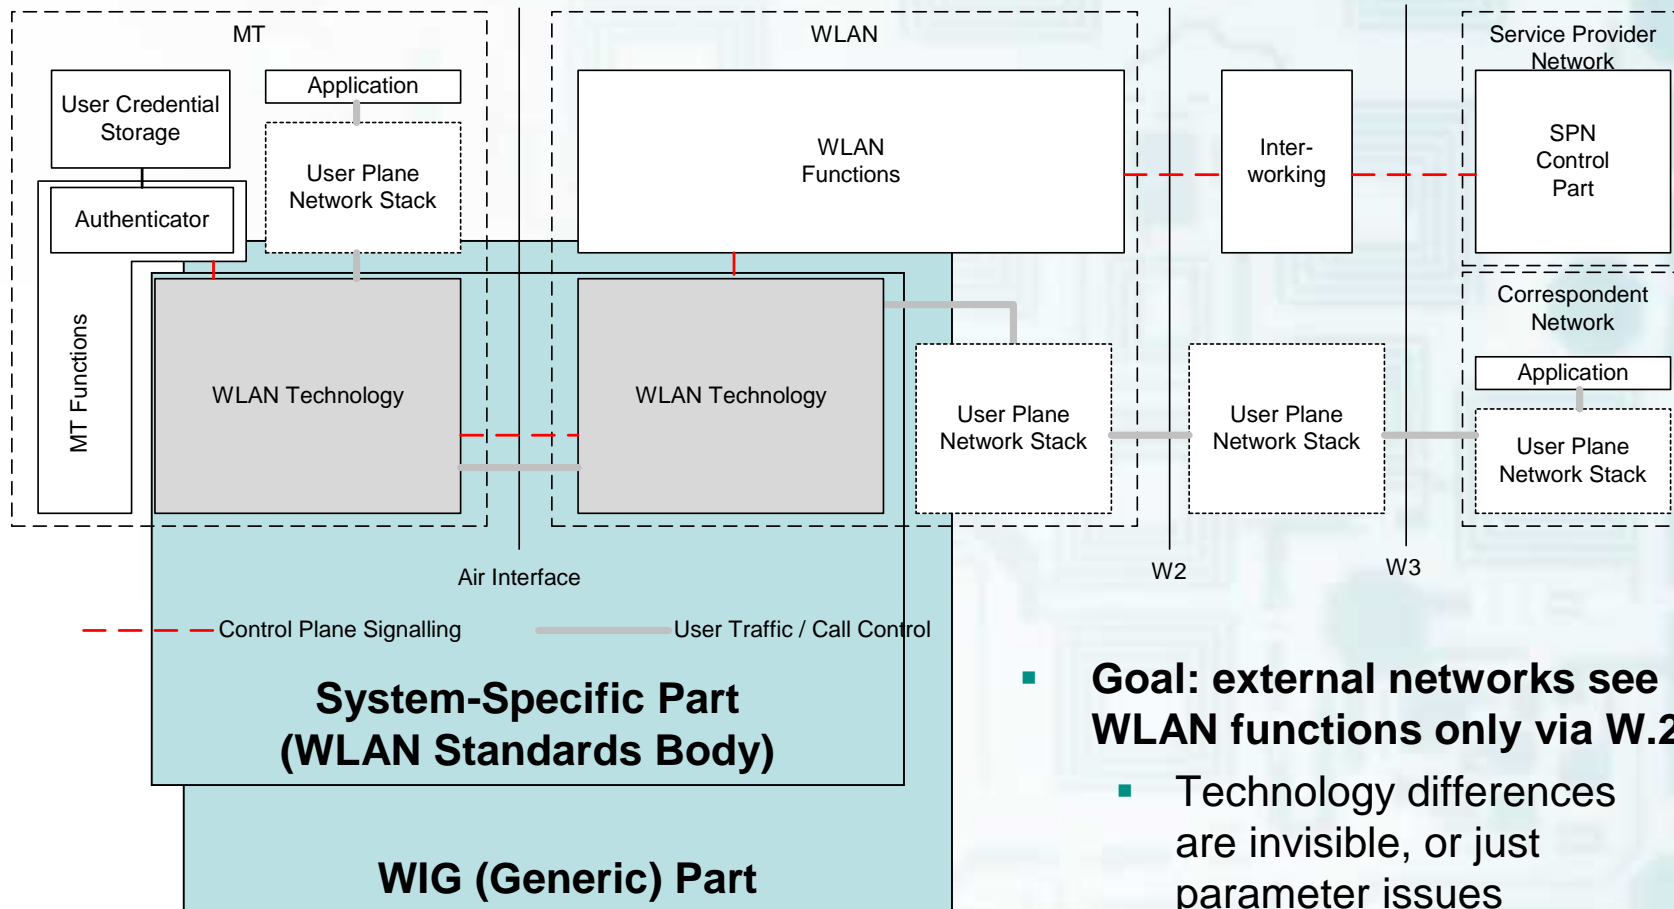 MT
WLAN
Service Provider
Network
User Credential
Storage
Application
User Plane
Network Stack
Authenticator
MT Functions
WLAN
Functions
Inter-
working
SPN
Control
Part
WLAN Technology
WLAN Technology
User Plane
Network Stack
User Plane
Network Stack
Correspondent
Network
Application
User Plane
Network Stack
Air Interface
W2
W3
Control Plane Signalling
User Traffic / Call Control
System-Specific Part
(WLAN Standards Body)
WIG (Generic) Part
▪ Goal: external networks see
WLAN functions only via W.2
▪ Technology differences
are invisible, or just
parameter issues